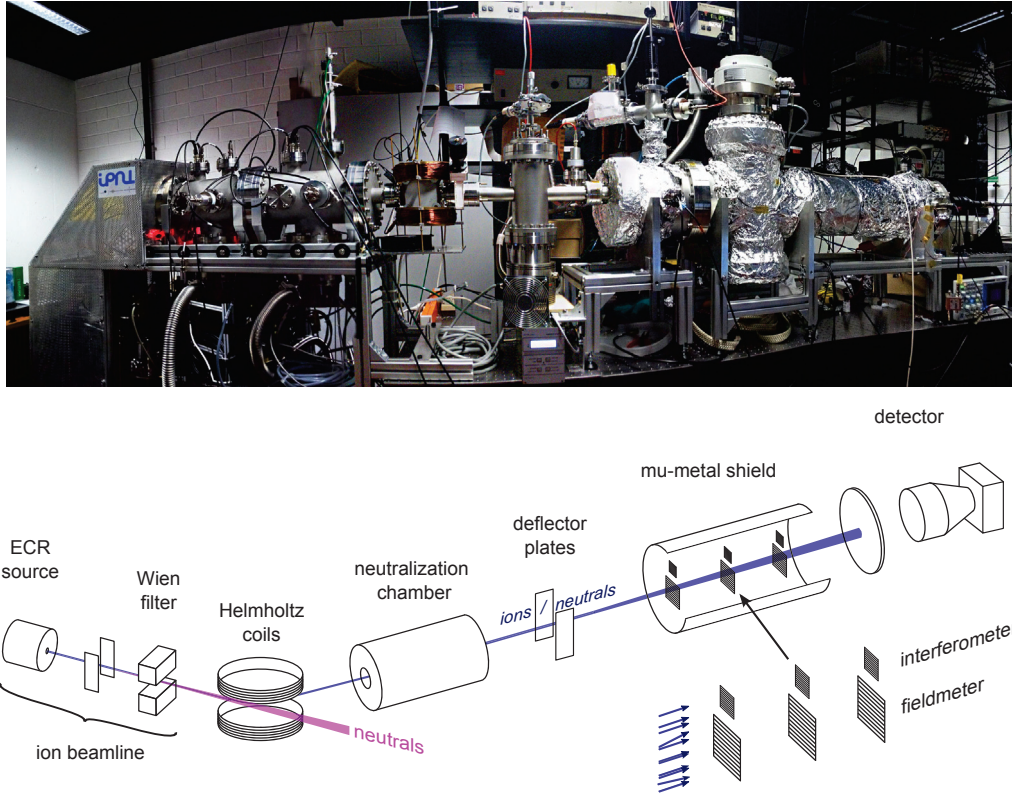 detector
mu-metal shield
deflector
plates
ECR
source
Wien
filter
neutralization
chamber
Helmholtz
coils
ions / neutrals
interferomete
fieldmeter
neutrals
ion beamline